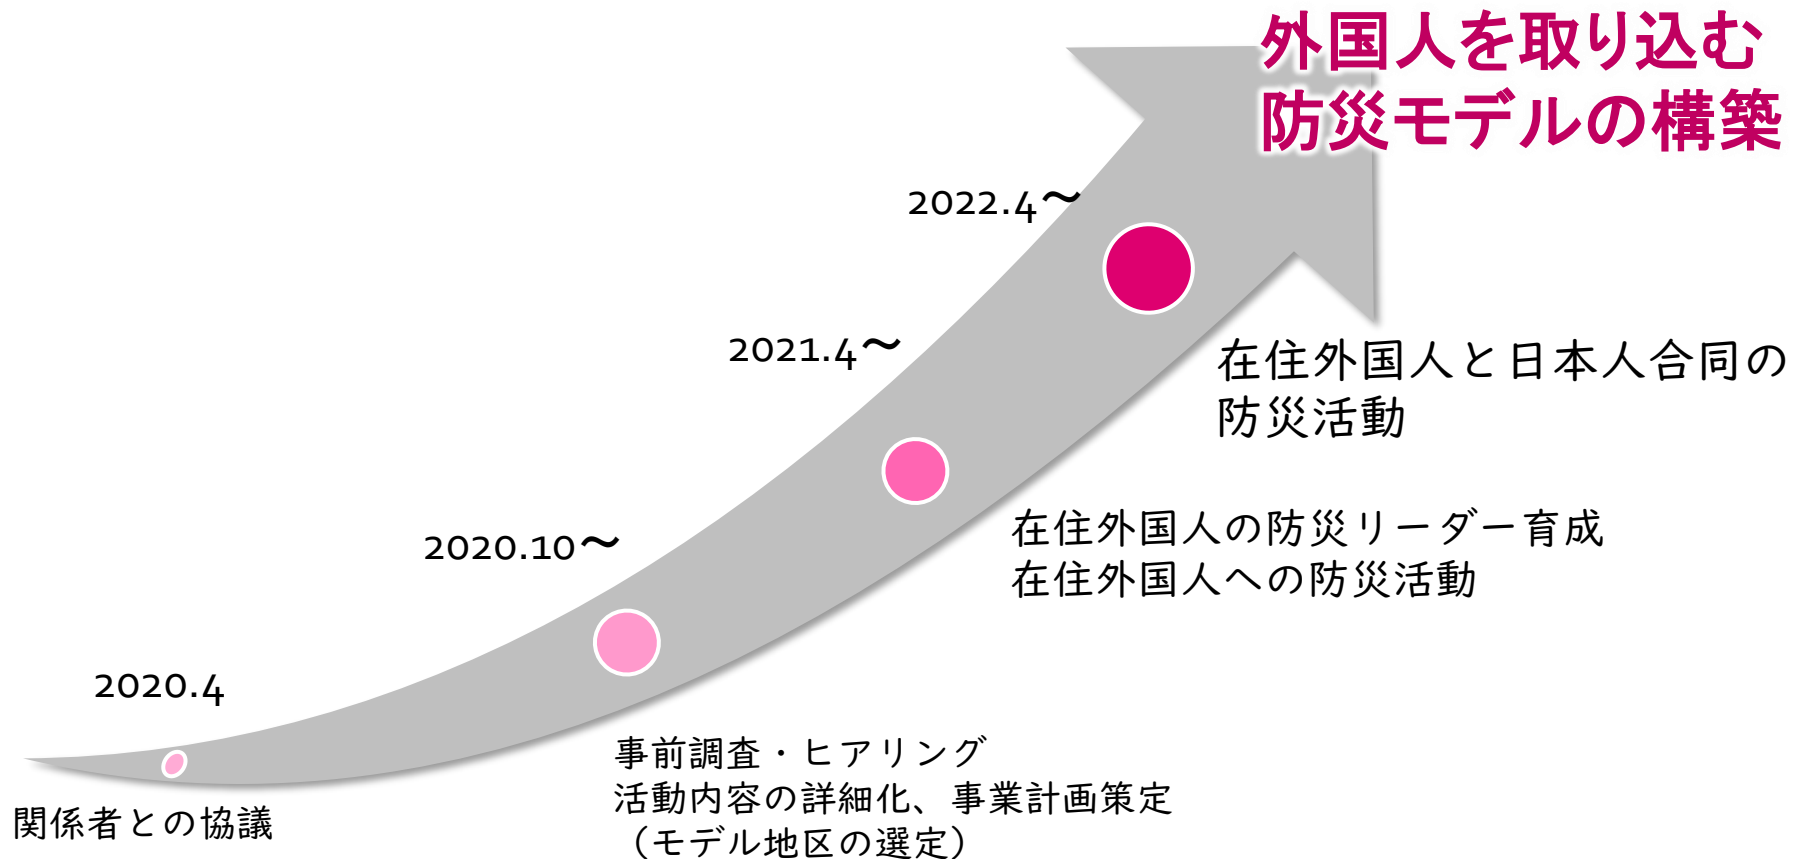 外国人を取り込む
防災モデルの構築
2022.4～
在住外国人と日本人合同の
防災活動
2021.4～
在住外国人の防災リーダー育成
在住外国人への防災活動
2020.10～
事前調査・ヒアリング
活動内容の詳細化、事業計画策定
（モデル地区の選定）
2020.4
関係者との協議